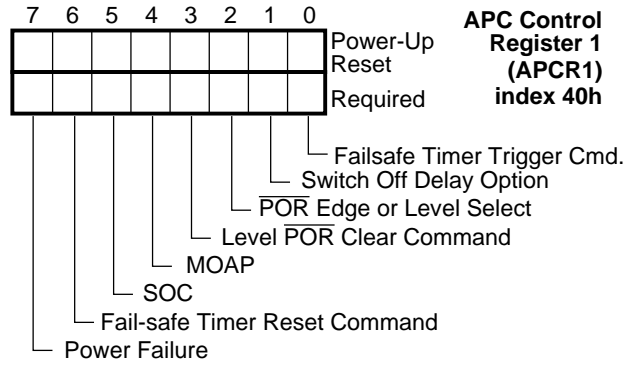 7 6 5 4 3 2 1 0
APC Control
Register 1
(APCR1)
index 40h
Power-Up
Reset
Required
Failsafe Timer Trigger Cmd.
Switch Off Delay Option
POR Edge or Level Select
Level POR Clear Command
MOAP
SOC
Fail-safe Timer Reset Command
Power Failure